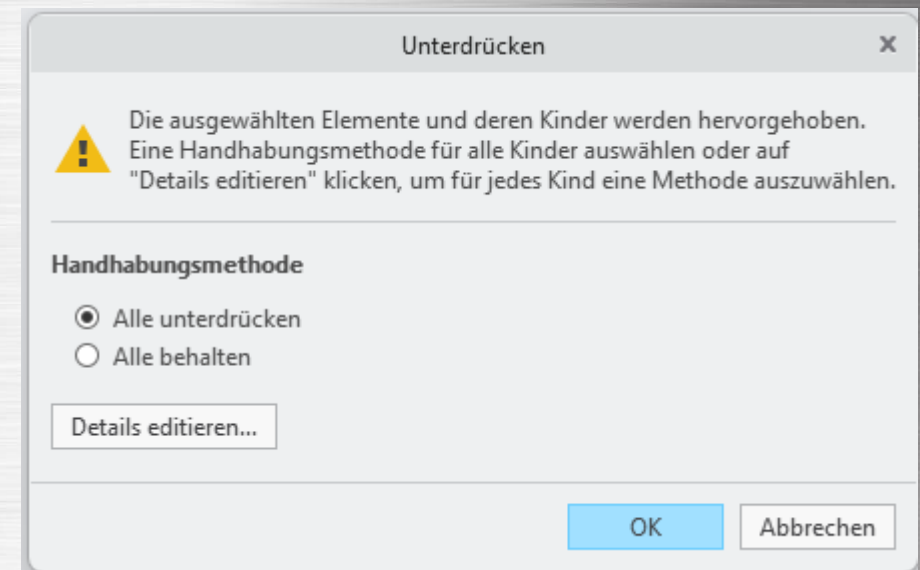 Unterdrücken
Die ausgewählten Elemente und deren Kinder werden hervorgehoben.
Eine Handhabungsmethode für alle Kinder auswählen oder auf
"Details editieren" klicken, um für jedes Kind eine Methode auszuwählen.
Handhabungsmethode
Alle unterdrücken
Alle behalten
Details editieren...
OK Abbrechen